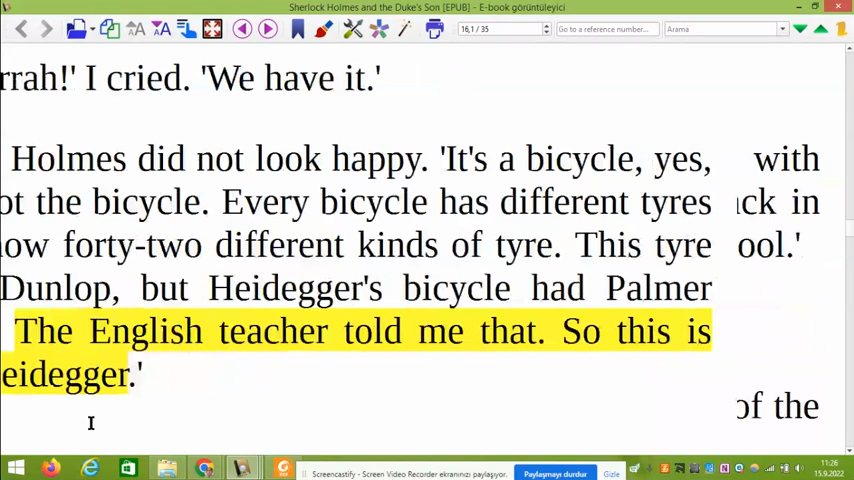 Sherlock Holmes and the Duke's Son [EPUB] - E-book görüntüleyici
16,1 / 35
Go to a reference number...
Arama
rrah!' I cried. 'We have it.'
Holmes did not look happy. 'It's a bicycle, yes, with
ot the bicycle. Every bicycle has different tyres ack in
now forty-two different kinds of tyre. This tyre ool.'
Dunlop, but Heidegger's bicycle had Palmer
The English teacher told me that. So this is
eidegger.'
of the
Screencastify - Screen Video Recorder ekranınızı paylaşıyor. Paylaşmayı durdur Gizle
11:26
15.9.2022